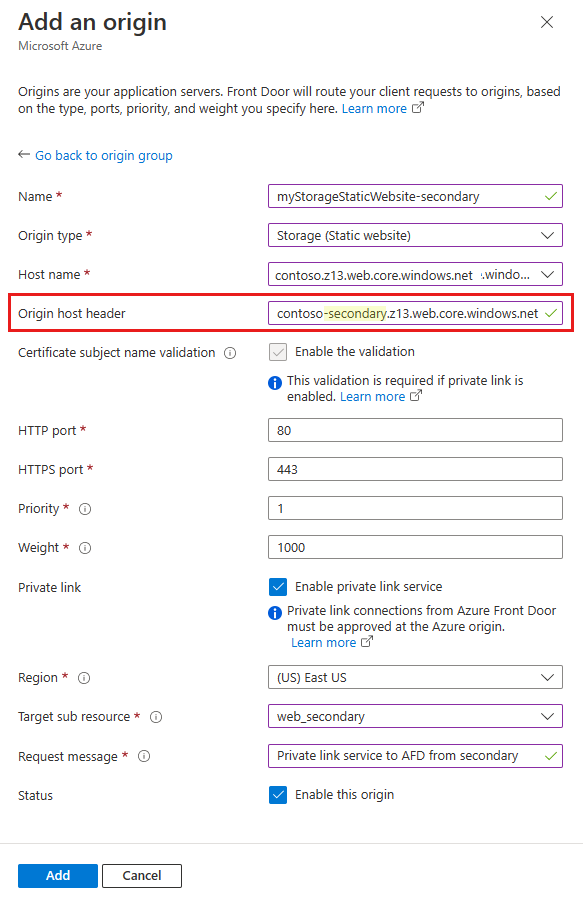 Add an origin
Microsoft Azure
Origins are your application servers. Front Door will route your client requests to origins, based
on the type, ports, priority, and weight you specify here. Learn more
Go back to origin group
Name * myStorageStaticWebsite-secondary
Origin type * Storage (Static website)
Host name * contoso.z13.web.core.windows.net .windo...
Origin host header contoso-secondary.z13.web.core.windows.net
Certificate subject name validation Enable the validation
This validation is required if private link is
enabled. Learn more
HTTP port * 80
HTTPS port * 443
Priority * 1
Weight * 1000
Private link Enable private link service
Private link connections from Azure Front Door
must be approved at the Azure origin.
Learn more
Region * (US) East US
Target sub resource * web_secondary
Request message * Private link service to AFD from secondary
Status Enable this origin
Add Cancel